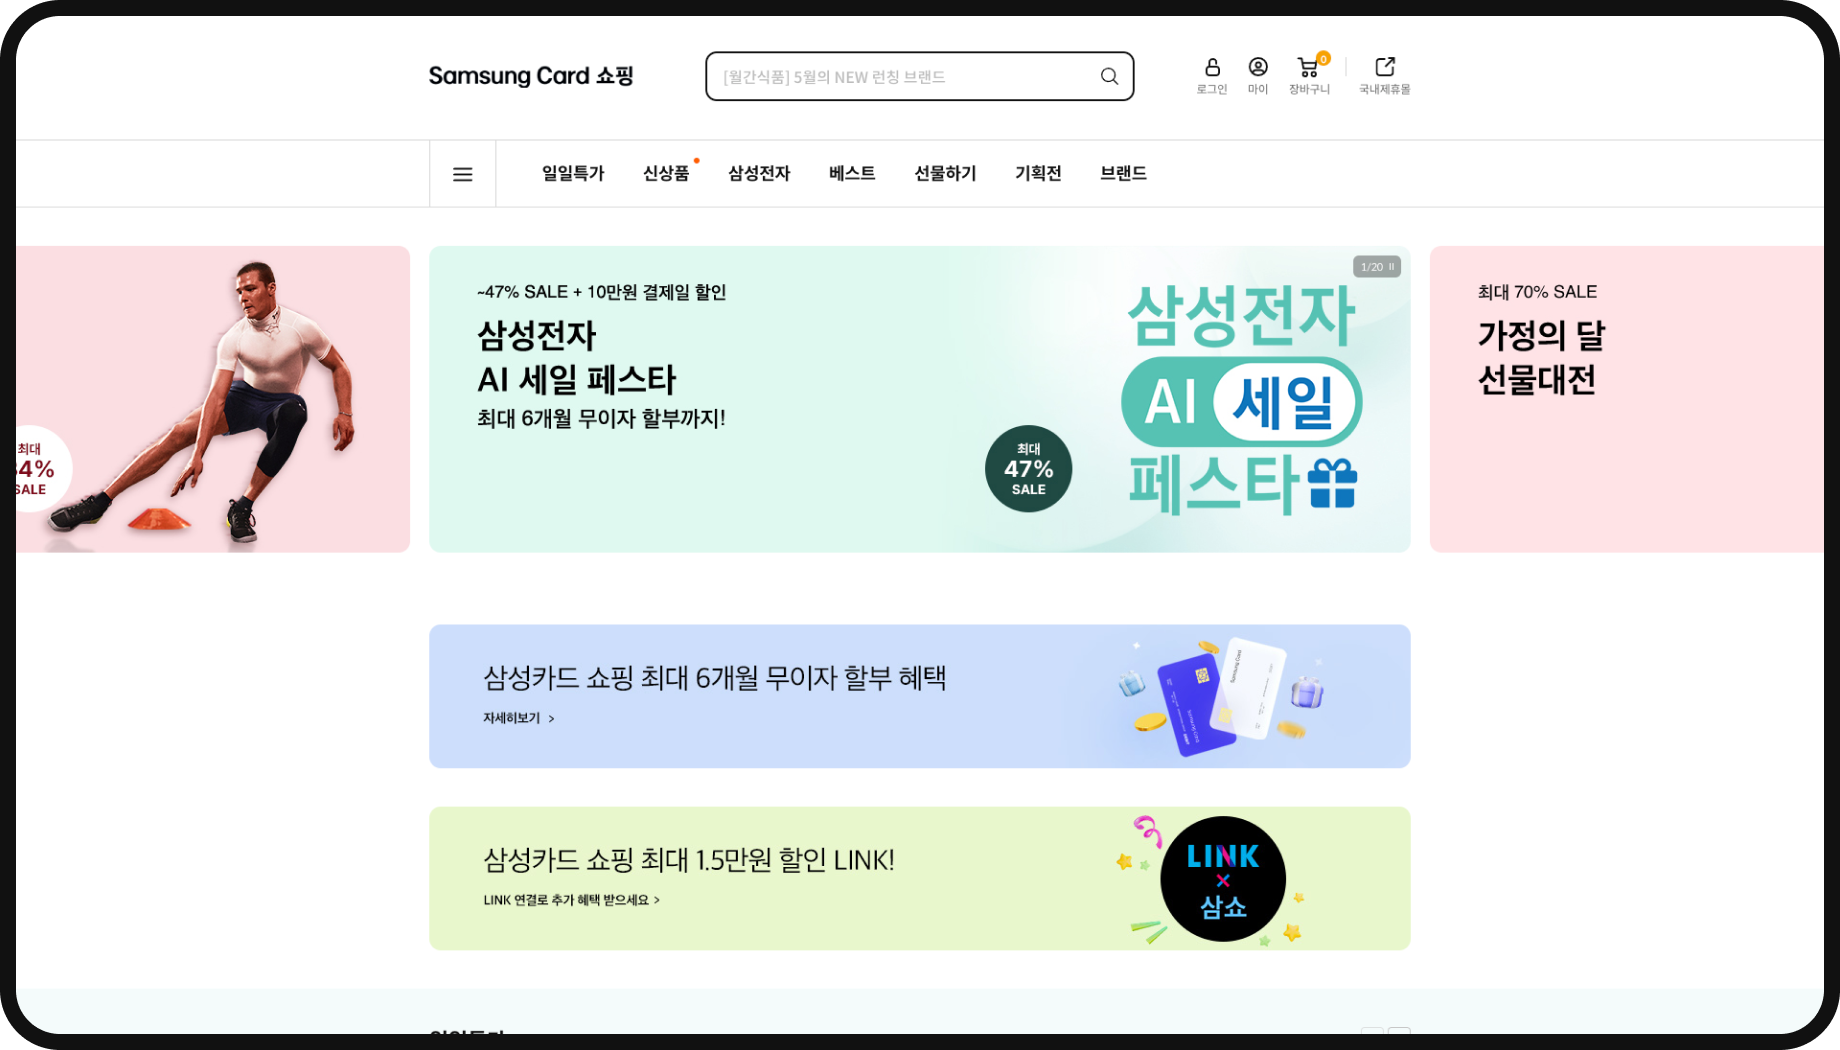 Samsung Card 쇼핑
[월간식품] 5월의 NEW 런칭 브랜드
0
로그인
마이
장바구니
국내제휴몰
일일특가
신상품
삼성전자
베스트
선물하기
기획전
브랜드
최대
SALE
~47% SALE + 10만원 결제일 할인
삼성전자
AI 세일 페스타
최대 6개월 무이자 할부까지!
최대
47%
SALE
1/20
삼성전자
AI 세일
페스타
최대 70% SALE
가정의 달
선물대전
삼성카드 쇼핑 최대 6개월 무이자 할부 혜택
자세히보기 >
Samsung Card
삼성카드 쇼핑 최대 1.5만원 할인 LINK!
LINK 연결로 추가 혜택 받으세요 >
LINK
×
삼쇼